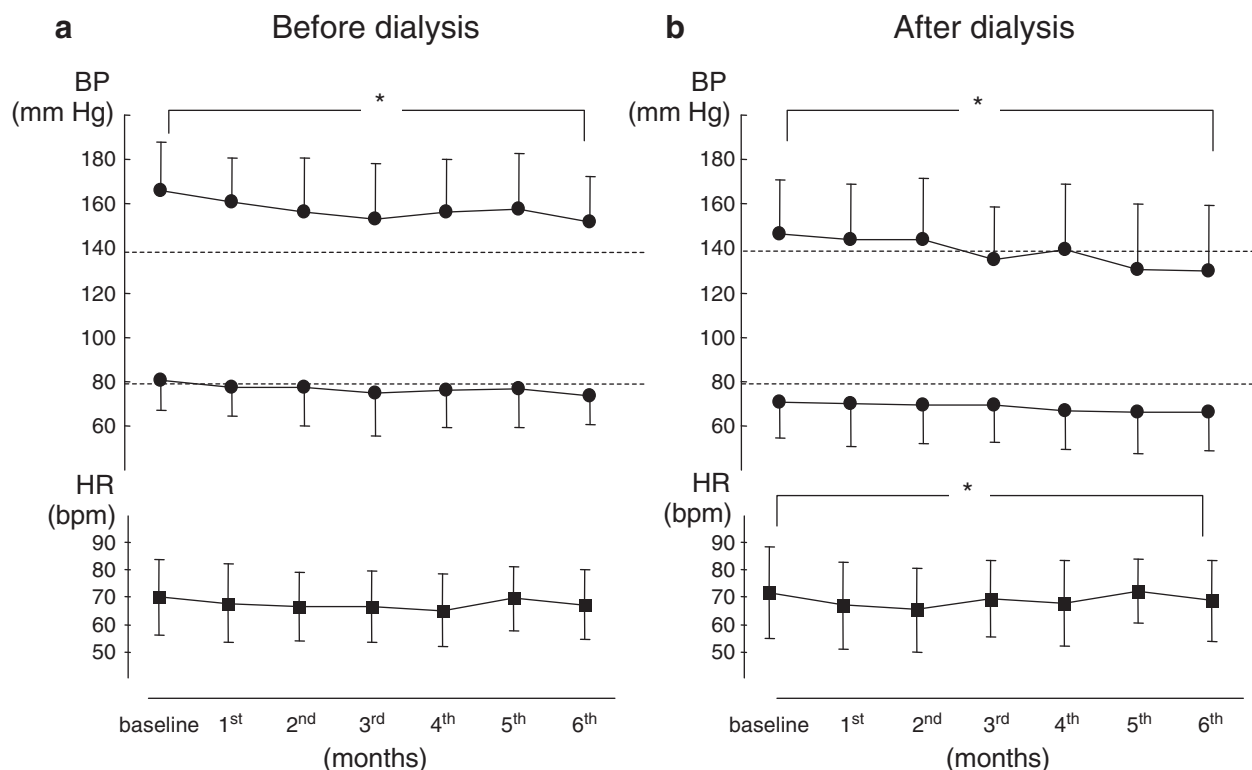 a Before dialysis
BP
(mm Hg)
*
180
160
140
120
100
80
60
HR
(bpm)
90
80
70
60
50
baseline 1st 2nd 3rd 4th 5th 6th
(months)
b After dialysis
BP
(mm Hg)
*
180
160
140
120
100
80
60
HR
(bpm)
*
90
80
70
60
50
baseline 1st 2nd 3rd 4th 5th 6th
(months)